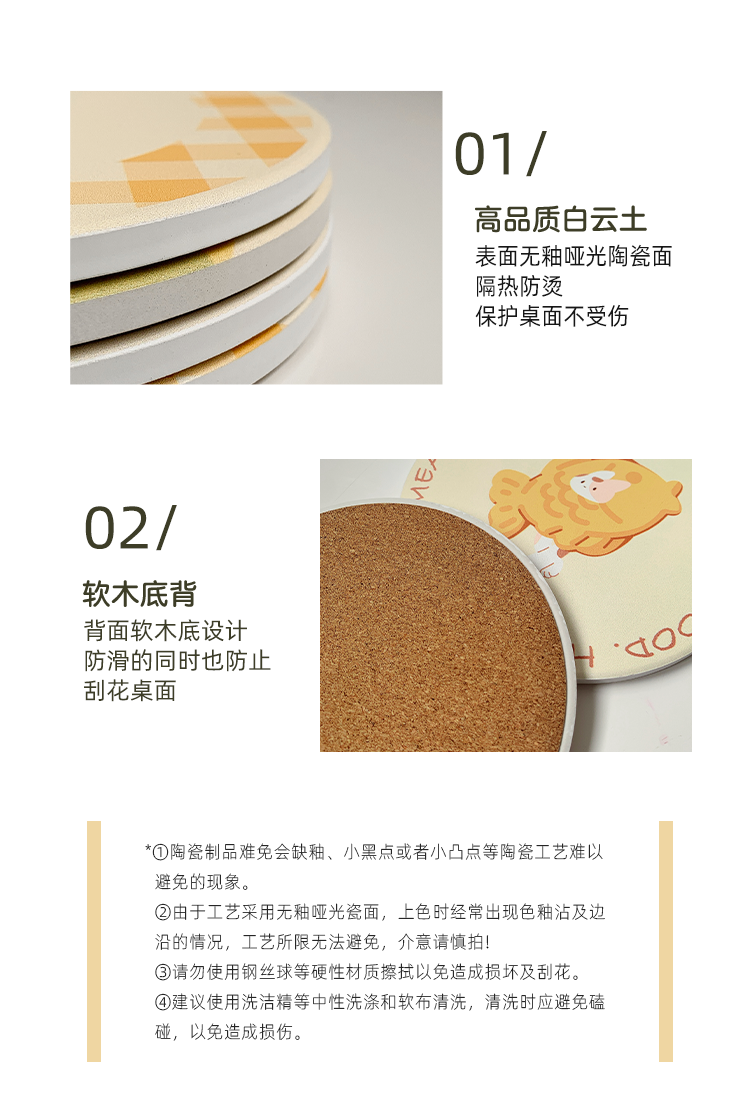 01/
高品质白云土
表面无釉哑光陶瓷面
隔热防烫
保护桌面不受伤
02/
软木底背
背面软木底设计
防滑的同时也防止
刮花桌面
*①陶瓷制品难免会缺釉、小黑点或者小凸点等陶瓷工艺难以
避免的现象。
②由于工艺采用无釉哑光瓷面，上色时经常出现色釉沾及边
沿的情况，工艺所限无法避免，介意请慎拍!
③请勿使用钢丝球等硬性材质擦拭以免造成损坏及刮花。
④建议使用洗洁精等中性洗涤和软布清洗，清洗时应避免磕
碰，以免造成损伤。